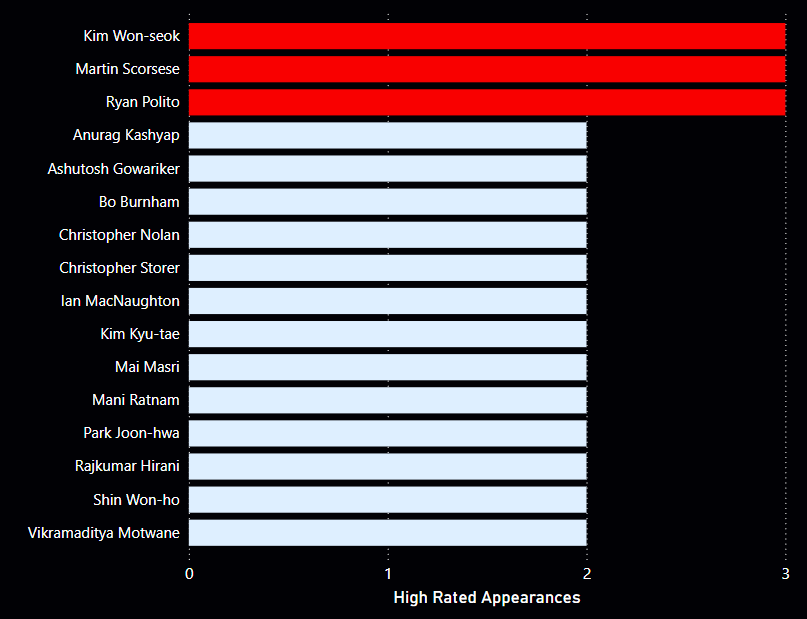 Kim Won-seok
Martin Scorsese
Ryan Polito
Anurag Kashyap
Ashutosh Gowariker
Bo Burnham
Christopher Nolan
Christopher Storer
Ian MacNaughton
Kim Kyu-tae
Mai Masri
Mani Ratnam
Park Joon-hwa
Rajkumar Hirani
Shin Won-ho
Vikramaditya Motwane
0 1 2 3
High Rated Appearances